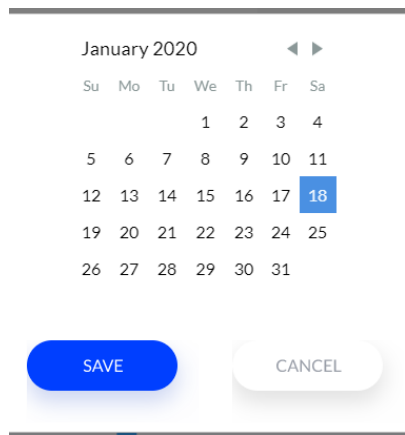 January 2020
Su Mo Tu We Th Fr Sa
1 2 3 4
5 6 7 8 9 10 11
12 13 14 15 16 17 18
19 20 21 22 23 24 25
26 27 28 29 30 31
SAVE CANCEL